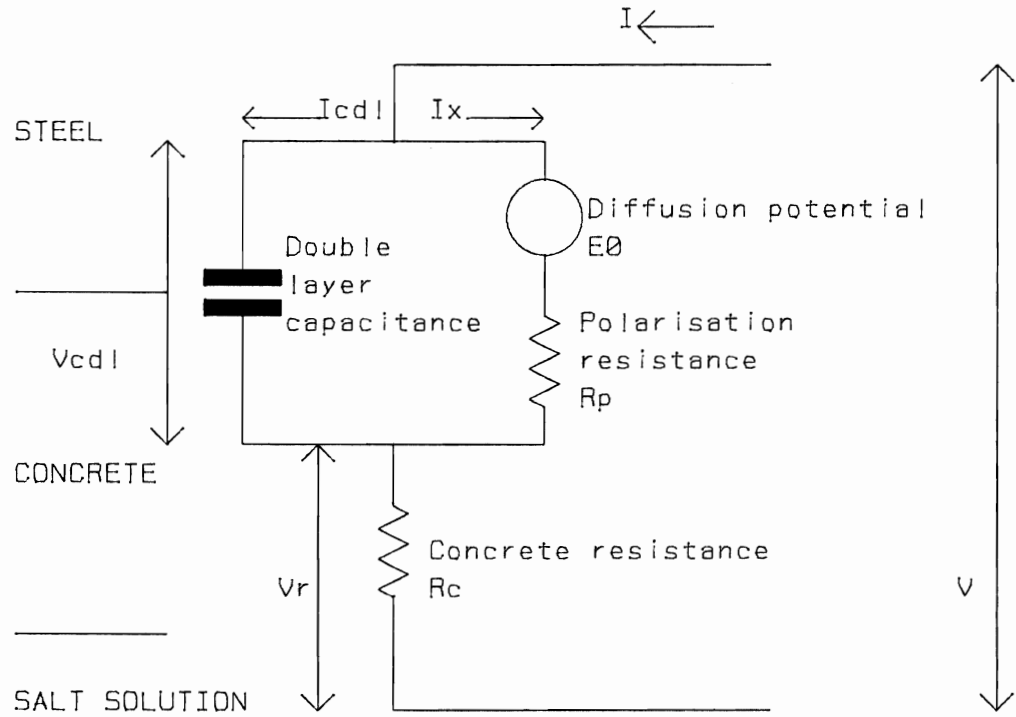 I
Icdl
Ix
STEEL
Diffusion potential
E0
Double
layer
capacitance
Polarisation
resistance
Rp
Vcdl
CONCRETE
Concrete resistance
Rc
Vr
V
SALT SOLUTION